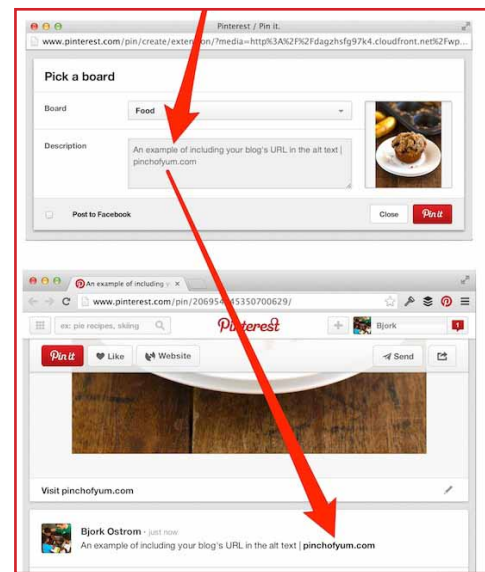 Pinterest / Pin it.
www.pinterest.com/pin/create/extension/?media=http%3A%2F%2Fdagzhsfg97k4.cloudfront.net%2Fwp...
Pick a board
Board
Food
Description
An example of including your blog's URL in the alt text |
pinchofyum.com
Post to Facebook
Close
Pin it
An example of including y
www.pinterest.com/pin/206954545350700629/
ex: pie recipes, skiing
Pinterest
Bjork
1
Pin it
Like
Website
Send
Visit pinchofyum.com
Bjork Ostrom · just now
An example of including your blog's URL in the alt text | pinchofyum.com